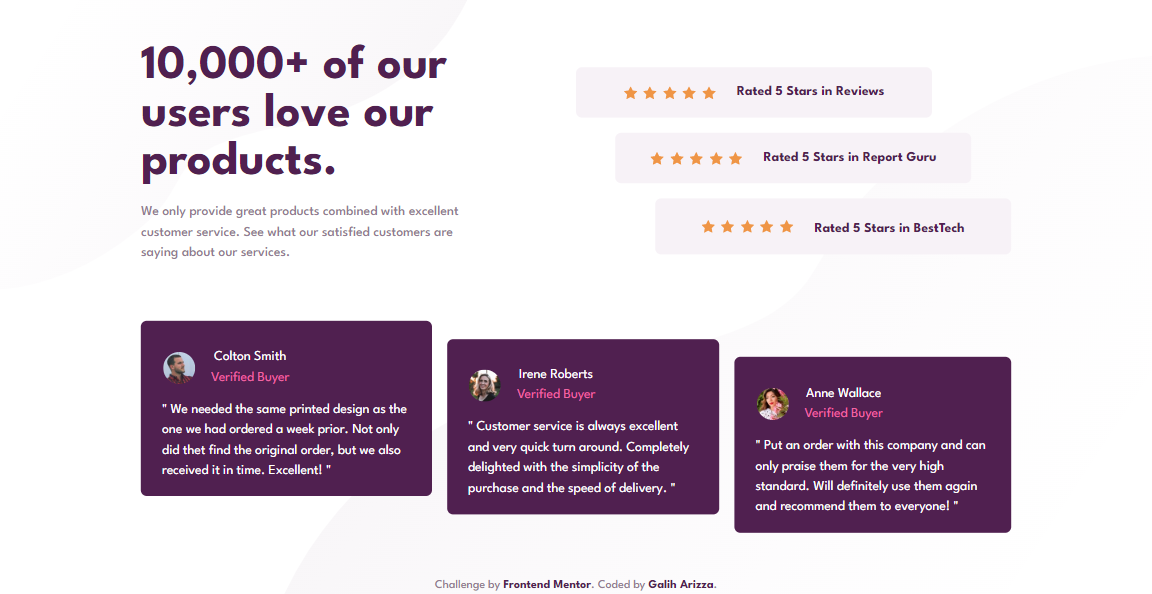 10,000+ of our
users love our
products.
We only provide great products combined with excellent
customer service. See what our satisfied customers are
saying about our services.
Rated 5 Stars in Reviews
Rated 5 Stars in Report Guru
Rated 5 Stars in BestTech
Colton Smith
Verified Buyer
" We needed the same printed design as the
one we had ordered a week prior. Not only
did thet find the original order, but we also
received it in time. Excellent! "
Irene Roberts
Verified Buyer
" Customer service is always excellent
and very quick turn around. Completely
delighted with the simplicity of the
purchase and the speed of delivery. "
Anne Wallace
Verified Buyer
" Put an order with this company and can
only praise them for the very high
standard. Will definitely use them again
and recommend them to everyone! "
Challenge by Frontend Mentor. Coded by Galih Arizza.